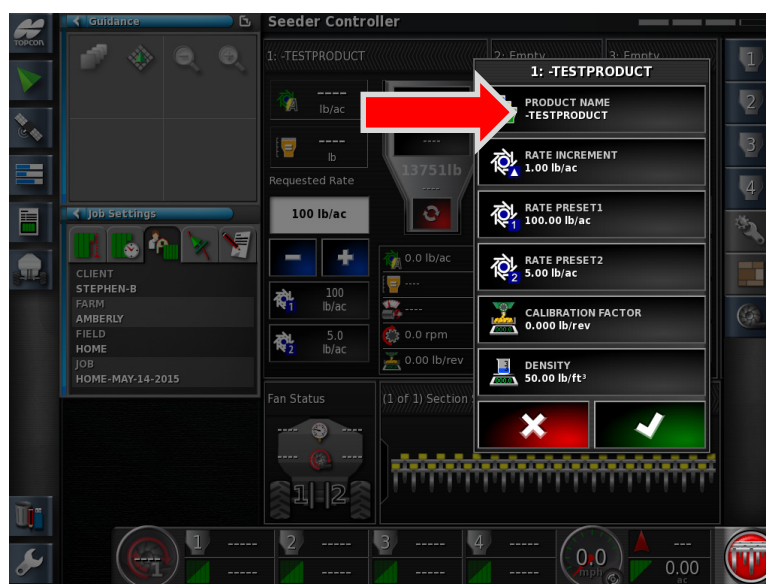 TOPCON
Guidance
Seeder Controller
1: -TESTPRODUCT
2: Empty
3: Empty
----
lb/ac
----
lb
Requested Rate
100 lb/ac
100
lb/ac
5.0
lb/ac
----
13751lb
----
0.0 lb/ac
----
----
0.0 rpm
0.00 lb/rev
1: -TESTPRODUCT
PRODUCT NAME
-TESTPRODUCT
RATE INCREMENT
1.00 lb/ac
RATE PRESET1
100.00 lb/ac
RATE PRESET2
5.00 lb/ac
CALIBRATION FACTOR
0.000 lb/rev
DENSITY
50.00 lb/ft³
1
2
3
4
Job Settings
CLIENT
STEPHEN-B
FARM
AMBERLY
FIELD
HOME
JOB
HOME-MAY-14-2015
Fan Status
1 2
(1 of 1) Section
----
1
1 -----
-----
2 -----
-----
3 -----
-----
4 -----
-----
0.0
mph
---
0.00
ac